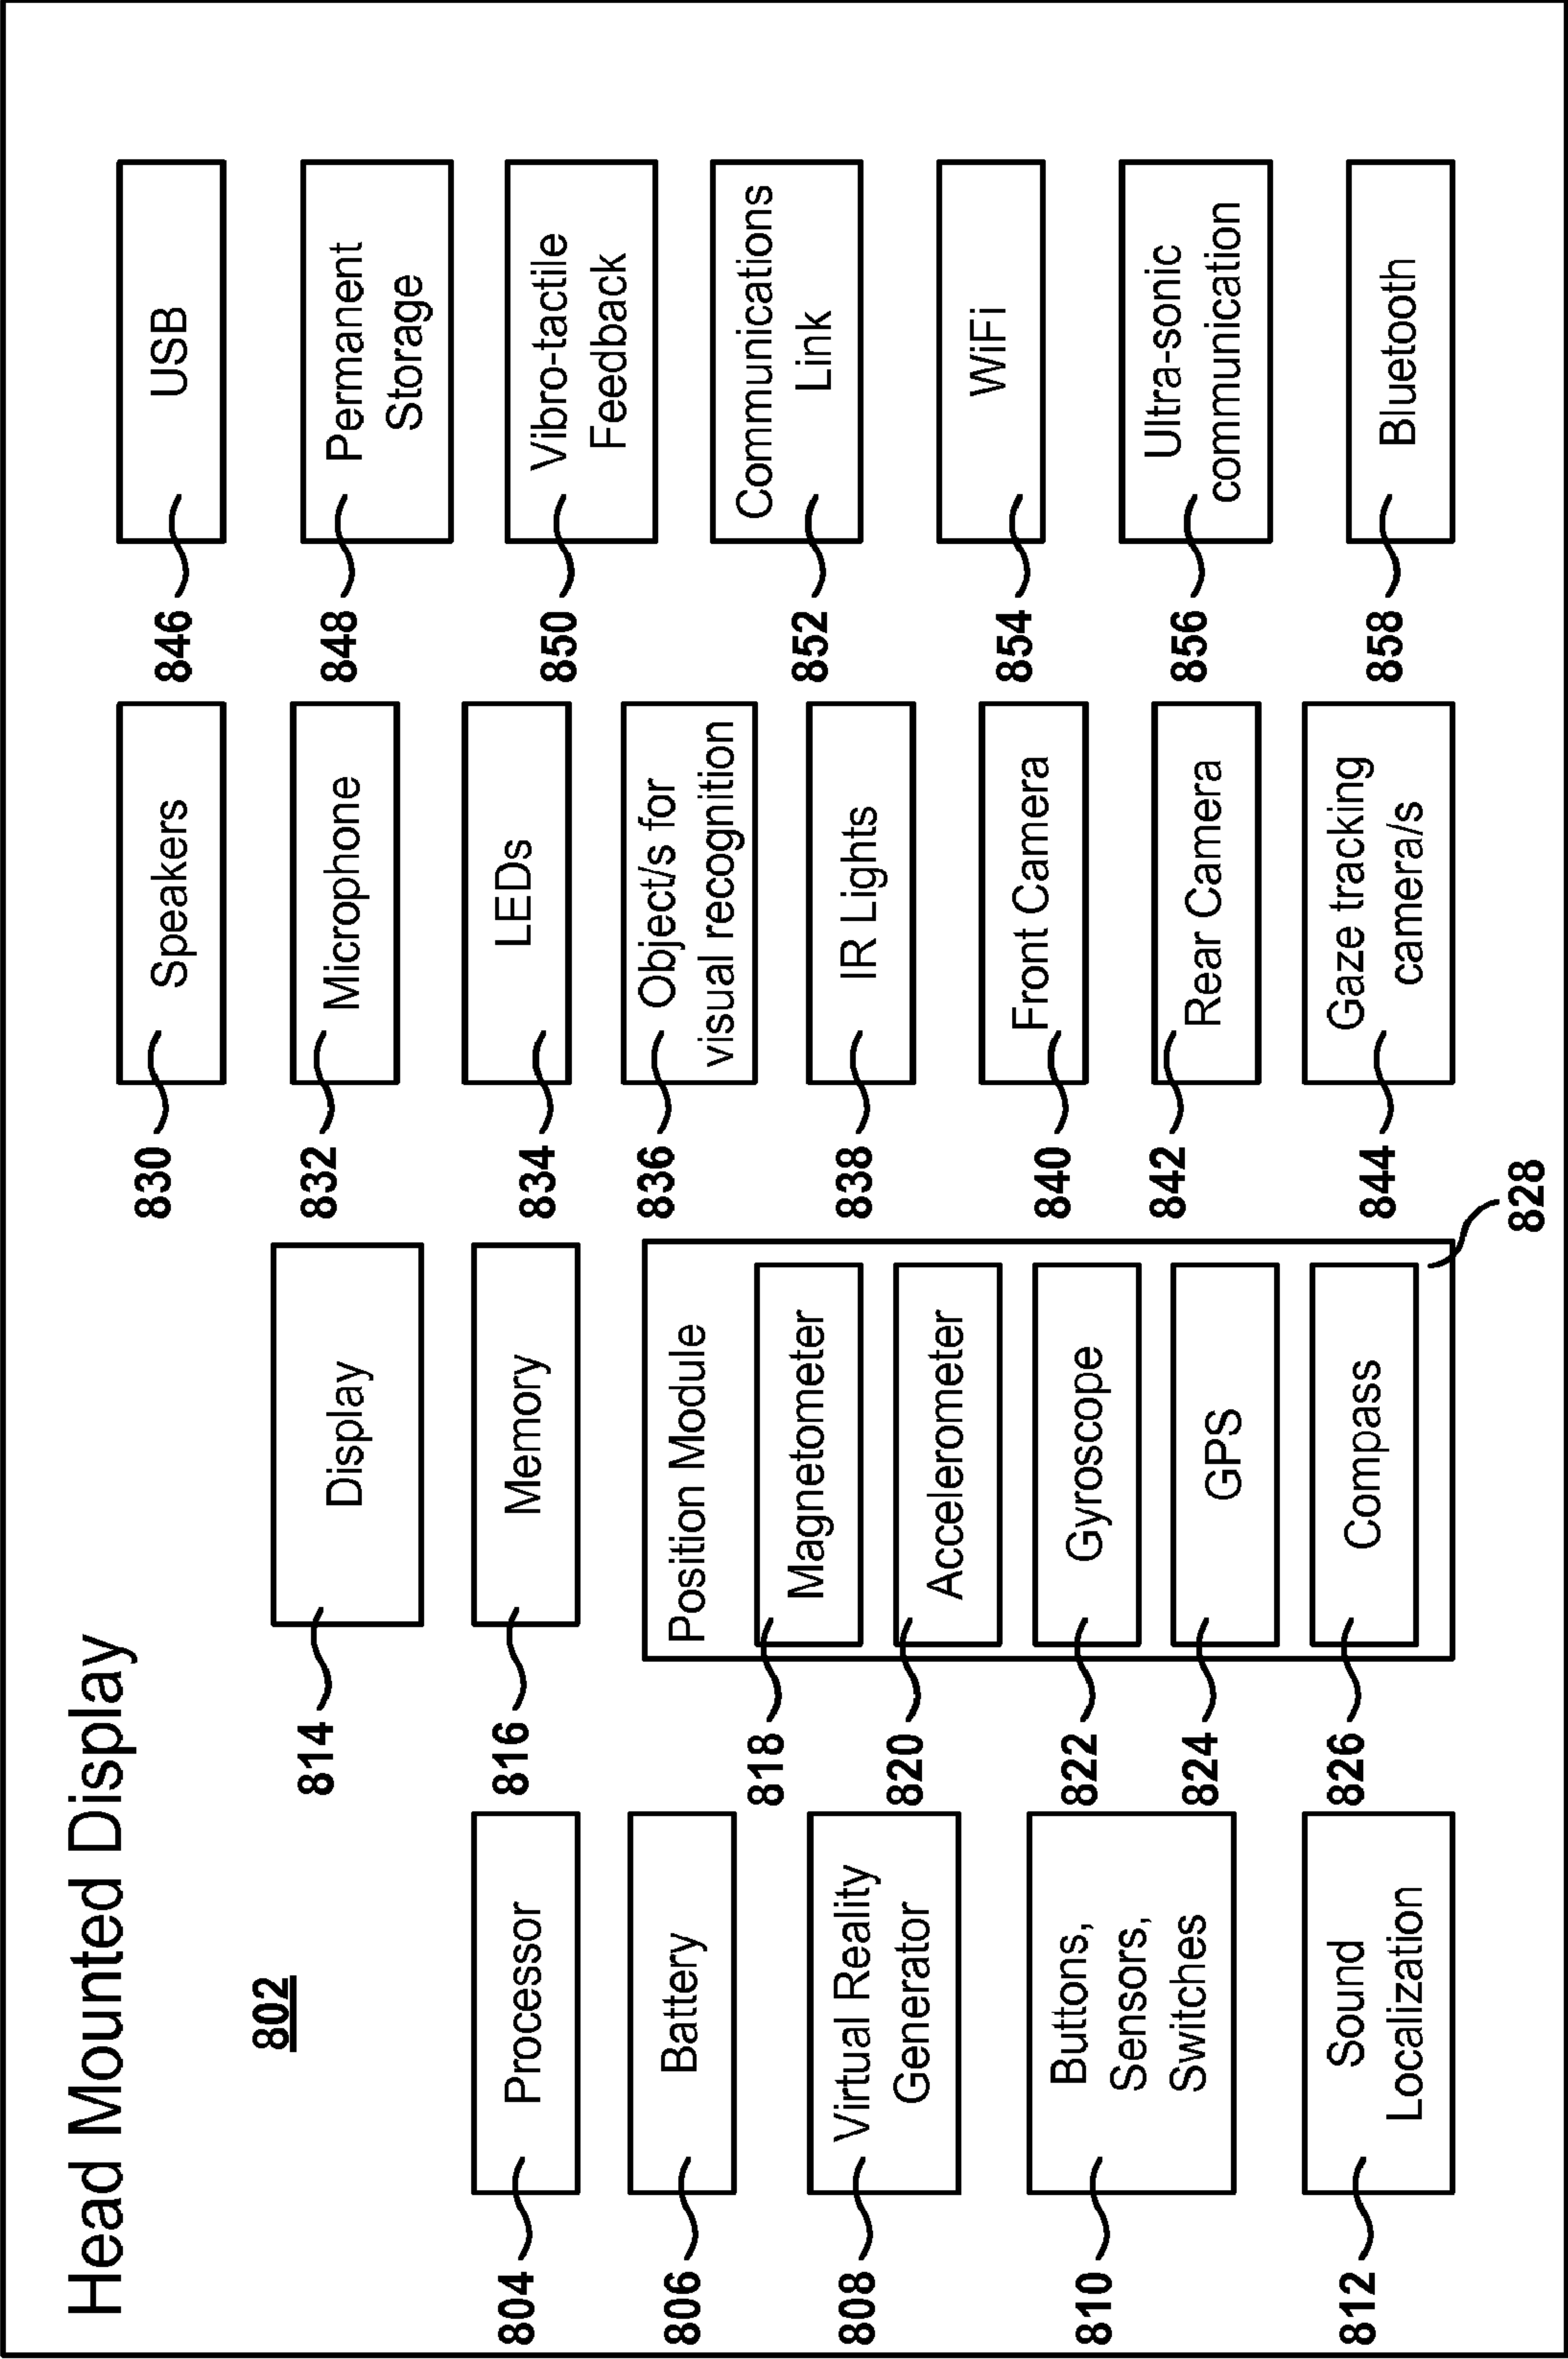 Head Mounted Display
802
804
Processor
806
Battery
808
Virtual Reality
Generator
810
Buttons,
Sensors,
Switches
812
Sound
Localization
814
Display
816
Memory
Position Module
818
Magnetometer
820
Accelerometer
822
Gyroscope
824
GPS
826
Compass
828
830
Speakers
832
Microphone
834
LEDs
836
Object/s for
visual recognition
838
IR Lights
840
Front Camera
842
Rear Camera
844
Gaze tracking
camera/s
846
USB
848
Permanent
Storage
850
Vibro-tactile
Feedback
852
Communications
Link
854
WiFi
856
Ultra-sonic
communication
858
Bluetooth